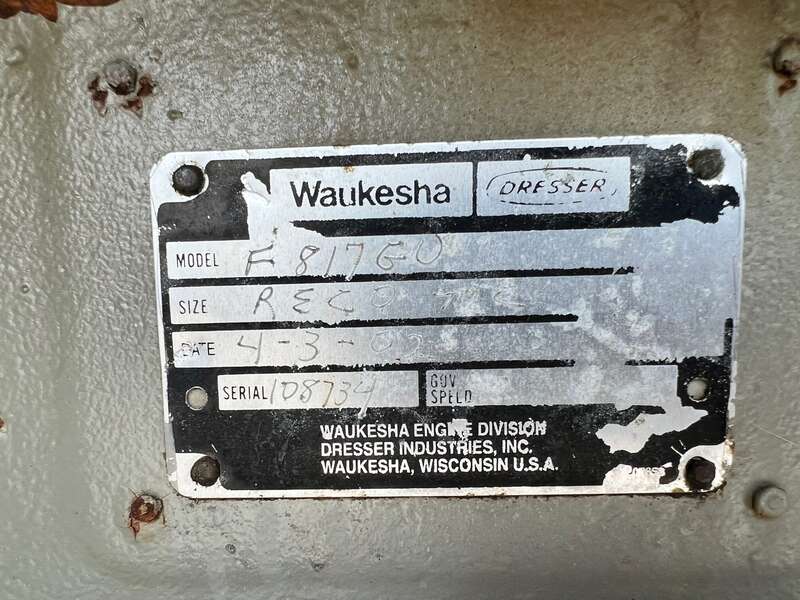 Waukesha DRESSER
MODEL F817GU
SIZE
DATE 4-3-
SERIAL 108734 GOV
SPEED
WAUKESHA ENGINE DIVISION
DRESSER INDUSTRIES, INC.
WAUKESHA, WISCONSIN U.S.A.